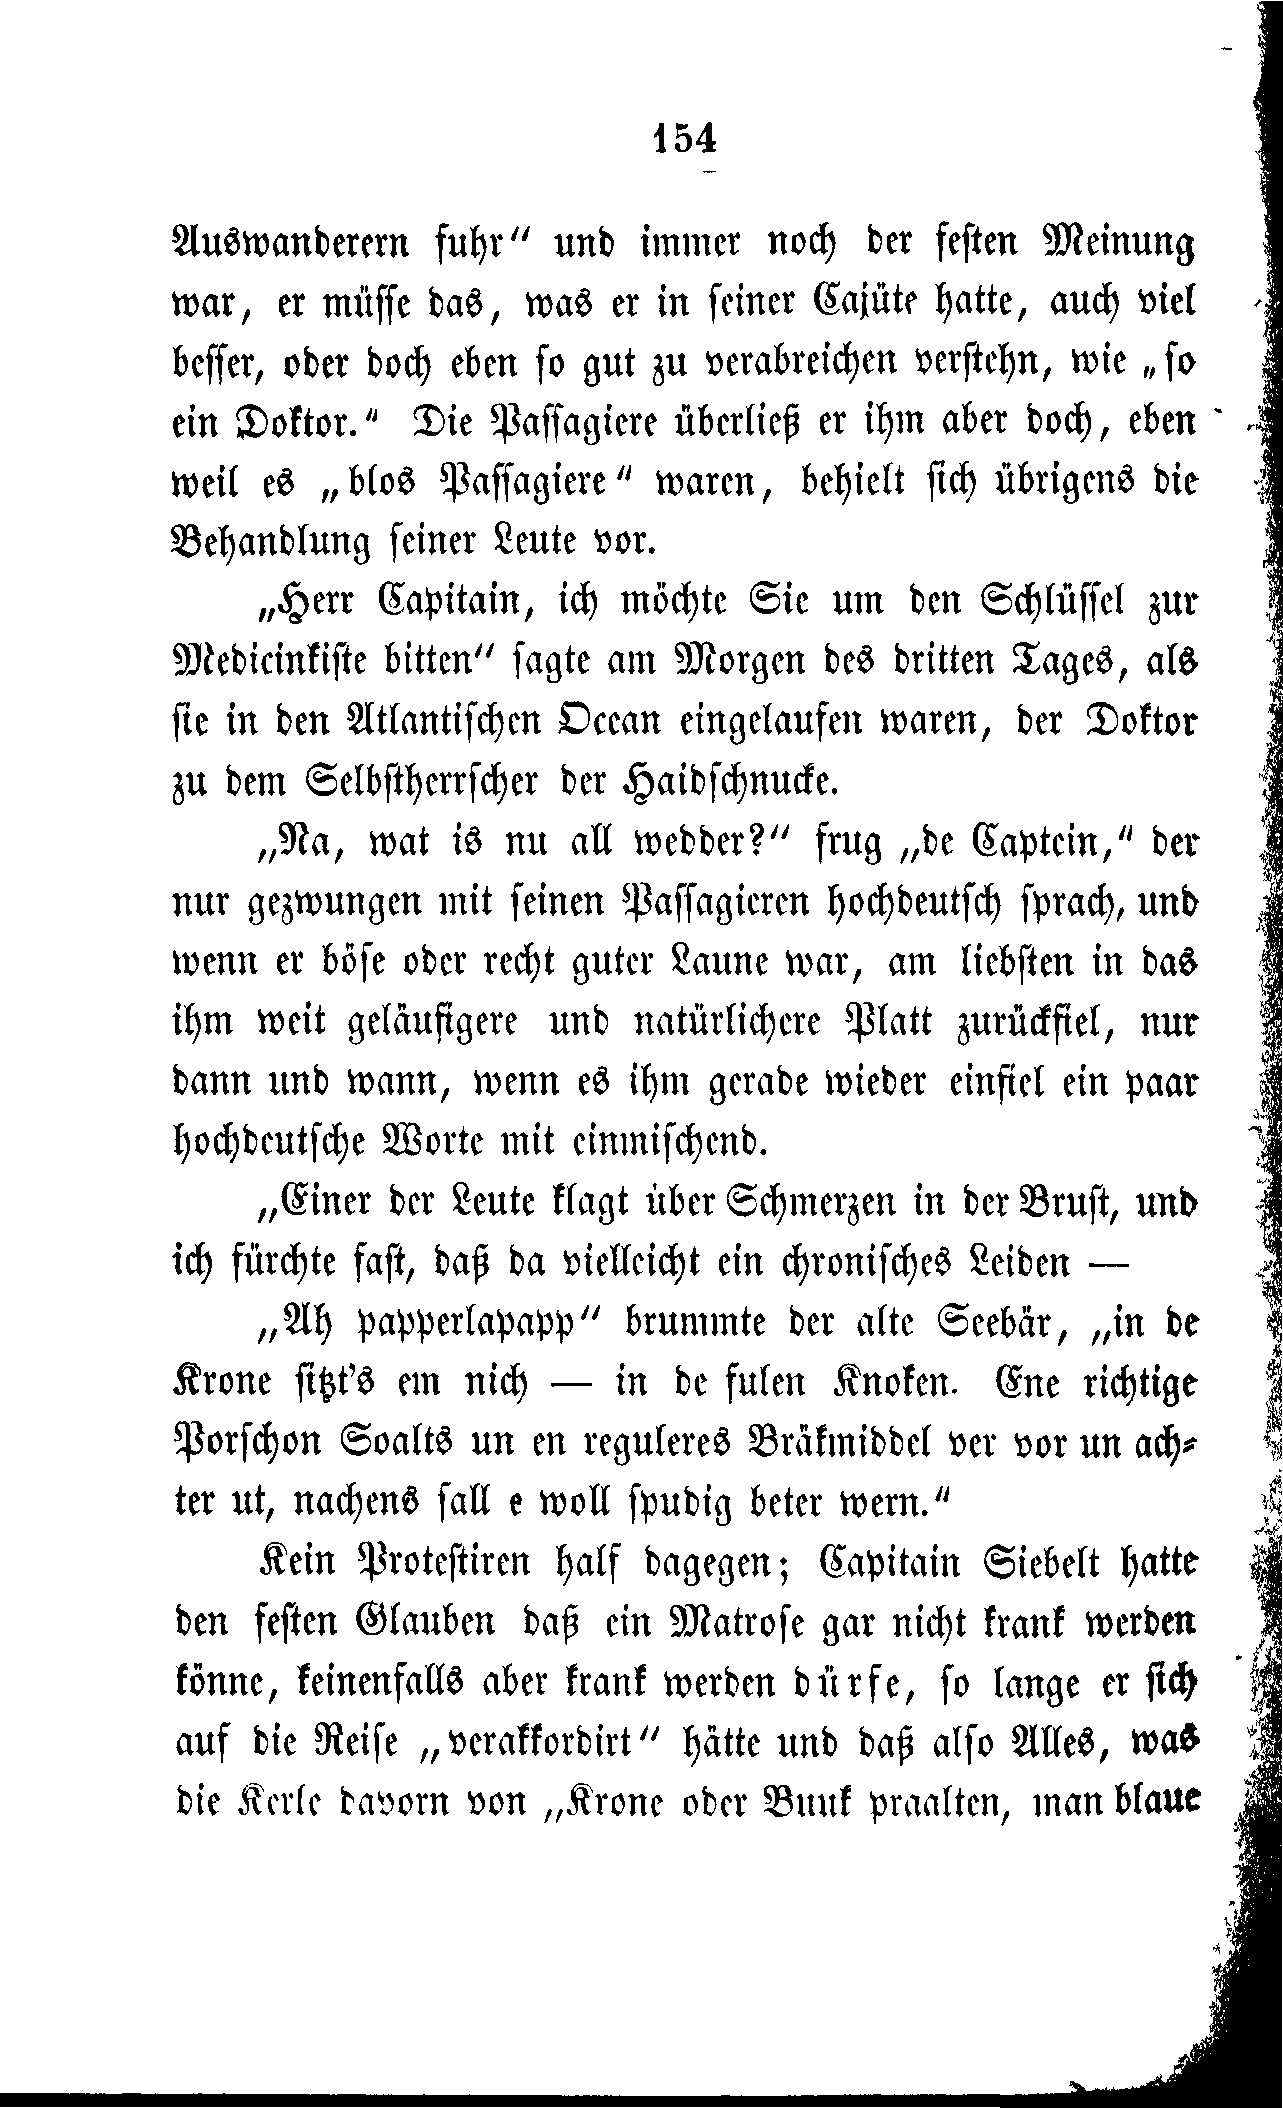 154
Auswanderern fuhr“ und immer noch der festen Meinung
war, er müsse das, was er in seiner Cajüte hatte, auch viel
besser, oder doch eben so gut zu verabreichen verstehn, wie „so
ein Doktor.“ Die Passagiere überließ er ihm aber doch, eben
weil es „blos Passagiere“ waren, behielt sich übrigens die
Behandlung seiner Leute vor.
„Herr Capitain, ich möchte Sie um den Schlüssel zur
Medicinkiste bitten“ sagte am Morgen des dritten Tages, als
sie in den Atlantischen Ocean eingelaufen waren, der Doktor
zu dem Selbstherrscher der Haidschnucke.
„Na, wat is nu all wedder?“ frug „de Captein,“ der
nur gezwungen mit seinen Passagieren hochdeutsch sprach, und
wenn er böse oder recht guter Laune war, am liebsten in das
ihm weit geläufigere und natürlichere Platt zurückfiel, nur
dann und wann, wenn es ihm gerade wieder einfiel ein paar
hochdeutsche Worte mit einmischend.
„Einer der Leute klagt über Schmerzen in der Brust, und
ich fürchte fast, daß da vielleicht ein chronisches Leiden —
„Ah papperlapapp“ brummte der alte Seebär, „in de
Krone sitzt's em nich — in de fulen Knoken. Ene richtige
Porschon Soalts un en reguleres Bräkmiddel ver vor un ach-
ter ut, nachens sall e woll spudig beter wern.“
Kein Protestiren half dagegen; Capitain Siebelt hatte
den festen Glauben daß ein Matrose gar nicht krank werden
könne, keinenfalls aber krank werden dürfe, so lange er sich
auf die Reise „verakkordirt“ hätte und daß also Alles, was
die Kerle davorn von „Krone oder Bunk praalten, man blaue